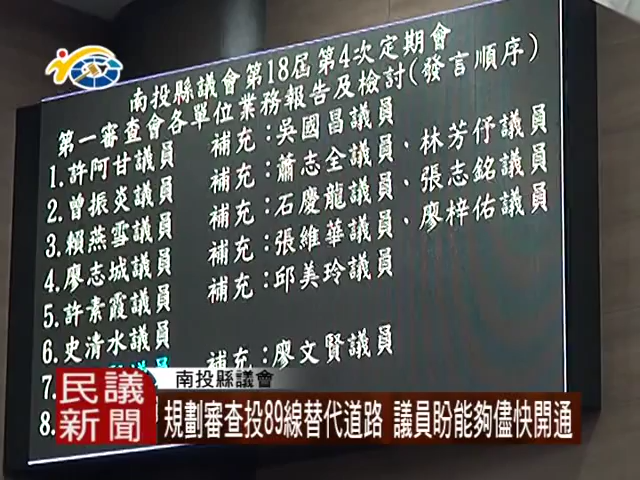 南投縣議會第18屆第4次定期會
第一審查會各單位業務報告及檢討(發言順序)
1.許阿甘議員 補充:吳國昌議員
2.曾振炎議員 補充:蕭志全議員、林芳伃議員
3.賴燕雪議員 補充:石慶龍議員、張志銘議員
4.廖志城議員 補充:張維華議員、廖梓佑議員
5.許素霞議員 補充:邱美玲議員
6.史清水議員
7. 議員 補充:廖文賢議員
8. 議員
民議
新聞
南投縣議會
規劃審查投89線替代道路 議員盼能夠儘快開通